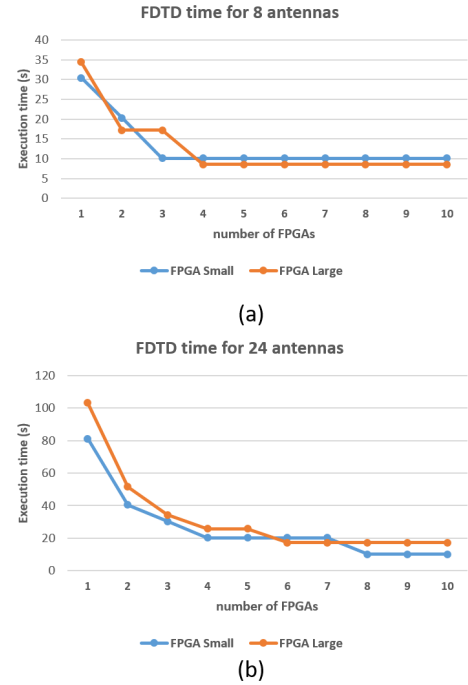 FDTD time for 8 antennas
40
35
30
25
20
15
10
5
0
Execution time (s)
1 2 3 4 5 6 7 8 9 10
number of FPGAs
FPGA Small FPGA Large
(a)
FDTD time for 24 antennas
120
100
80
60
40
20
0
Execution time (s)
1 2 3 4 5 6 7 8 9 10
number of FPGAs
FPGA Small FPGA Large
(b)